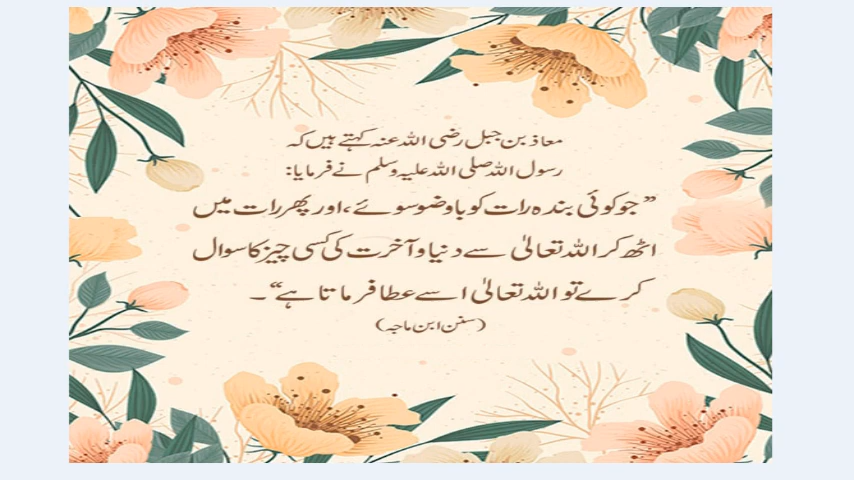 معاذ بن جبل رضی اللہ عنہ کہتے ہیں کہ
رسول اللہ صلی اللہ علیہ وسلم نے فرمایا:
”جو کوئی بندہ رات کو باوضو سوئے، اور پھر رات میں
اٹھ کر اللہ تعالیٰ سے دنیا و آخرت کی کسی چیز کا سوال
کرے تو اللہ تعالیٰ اسے عطا فرماتا ہے“۔
(سنن ابن ماجہ)